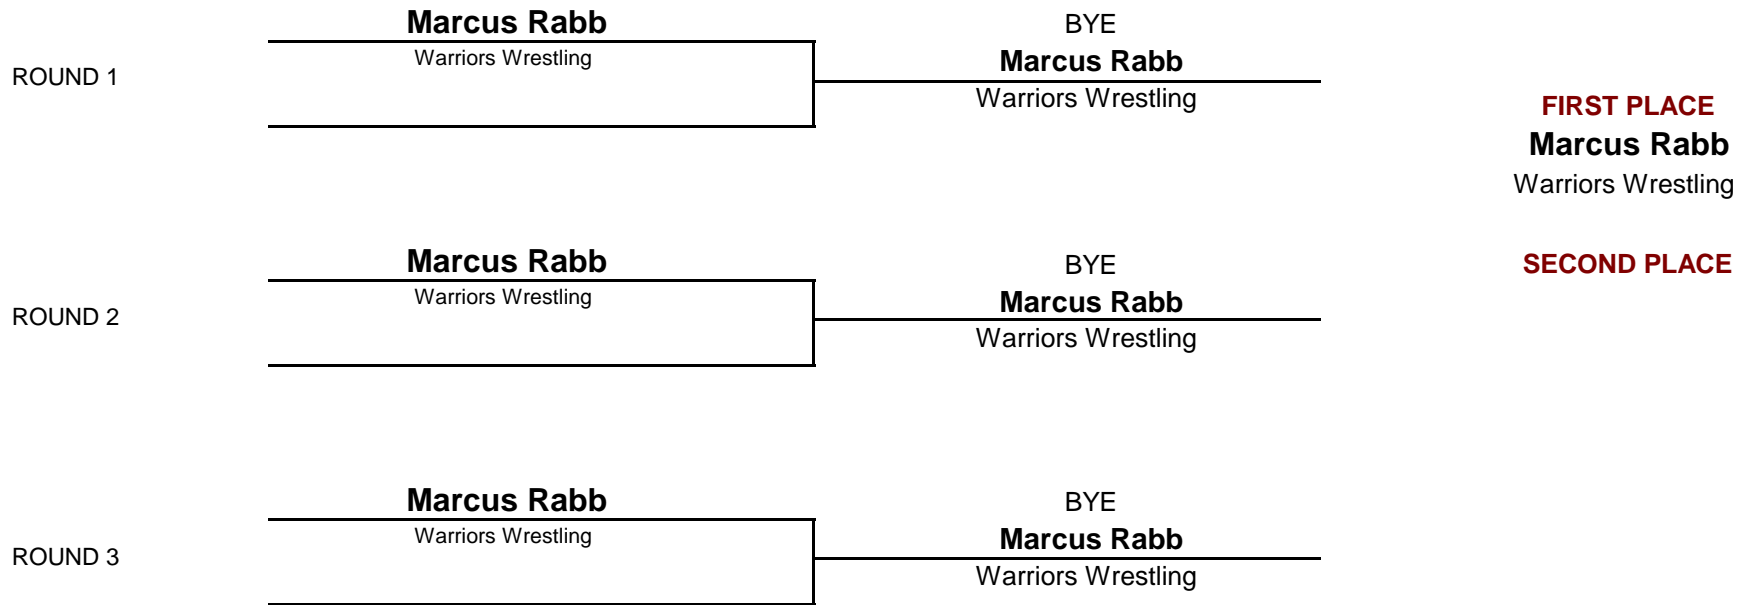 Marcus Rabb
BYE
Warriors Wrestling
Marcus Rabb
ROUND 1
Warriors Wrestling
FIRST PLACE
Marcus Rabb
Warriors Wrestling
Marcus Rabb
BYE
SECOND PLACE
Warriors Wrestling
Marcus Rabb
ROUND 2
Warriors Wrestling
Marcus Rabb
BYE
Warriors Wrestling
Marcus Rabb
ROUND 3
Warriors Wrestling